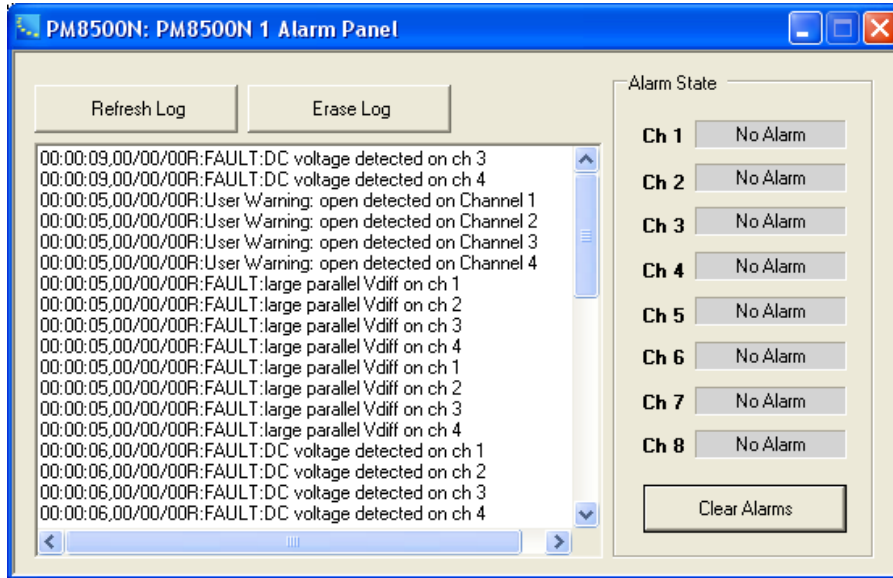 PM8500N: PM8500N 1 Alarm Panel
Refresh Log
Erase Log
00:00:09,00/00/00R:FAULT:DC voltage detected on ch 3
00:00:09,00/00/00R:FAULT:DC voltage detected on ch 4
00:00:05,00/00/00R:User Warning: open detected on Channel 1
00:00:05,00/00/00R:User Warning: open detected on Channel 2
00:00:05,00/00/00R:User Warning: open detected on Channel 3
00:00:05,00/00/00R:User Warning: open detected on Channel 4
00:00:05,00/00/00R:FAULT:large parallel Vdiff on ch 1
00:00:05,00/00/00R:FAULT:large parallel Vdiff on ch 2
00:00:05,00/00/00R:FAULT:large parallel Vdiff on ch 3
00:00:05,00/00/00R:FAULT:large parallel Vdiff on ch 4
00:00:05,00/00/00R:FAULT:large parallel Vdiff on ch 1
00:00:05,00/00/00R:FAULT:large parallel Vdiff on ch 2
00:00:05,00/00/00R:FAULT:large parallel Vdiff on ch 3
00:00:05,00/00/00R:FAULT:large parallel Vdiff on ch 4
00:00:06,00/00/00R:FAULT:DC voltage detected on ch 1
00:00:06,00/00/00R:FAULT:DC voltage detected on ch 2
00:00:06,00/00/00R:FAULT:DC voltage detected on ch 3
00:00:06,00/00/00R:FAULT:DC voltage detected on ch 4
Alarm State
Ch 1 No Alarm
Ch 2 No Alarm
Ch 3 No Alarm
Ch 4 No Alarm
Ch 5 No Alarm
Ch 6 No Alarm
Ch 7 No Alarm
Ch 8 No Alarm
Clear Alarms